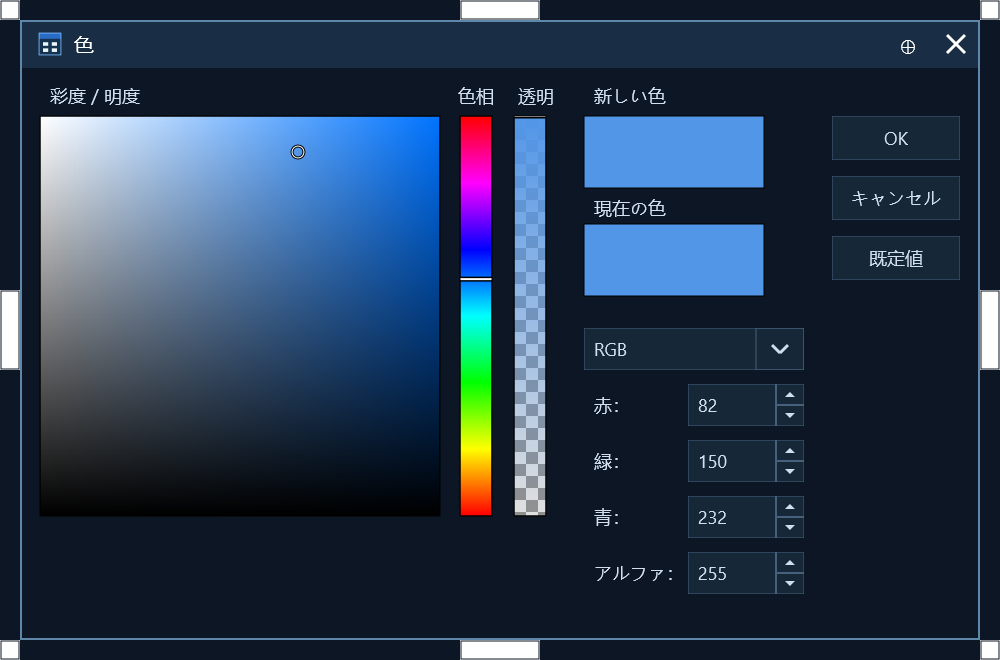 色
彩度 / 明度
色相
透明
新しい色
現在の色
OK
キャンセル
既定値
RGB
赤:
82
緑:
150
青:
232
アルファ:
255